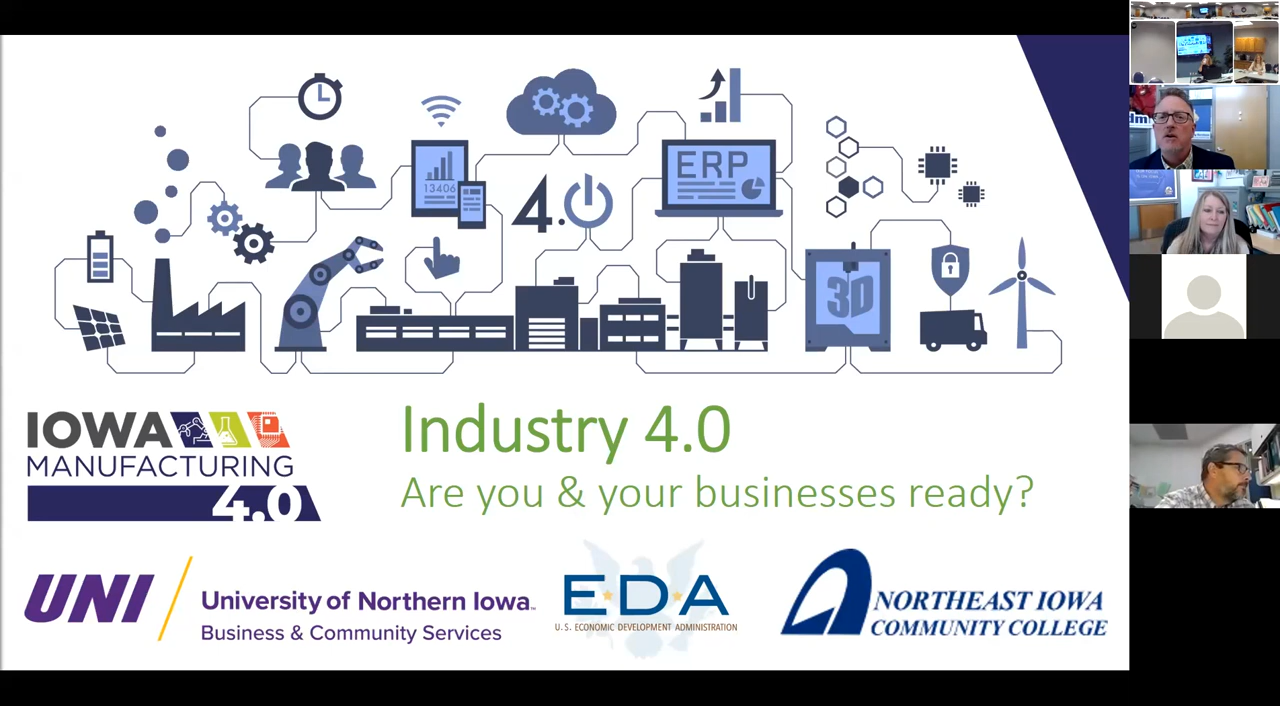 13406
4.0
ERP
3D
IOWA
MANUFACTURING
4.0
Industry 4.0
Are you & your businesses ready?
UNI
University of Northern Iowa™
Business & Community Services
EDA
U.S. ECONOMIC DEVELOPMENT ADMINISTRATION
NORTHEAST IOWA
COMMUNITY COLLEGE